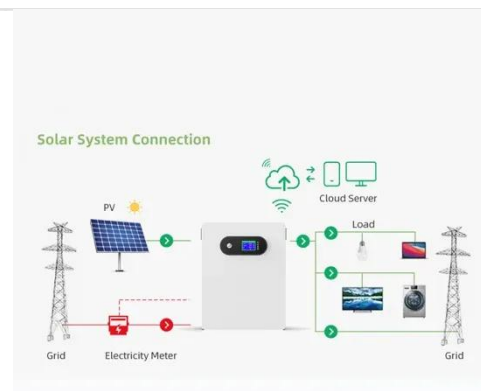 Solar System Connection
Cloud Server
PV
Load
Grid
Electricity Meter
Grid